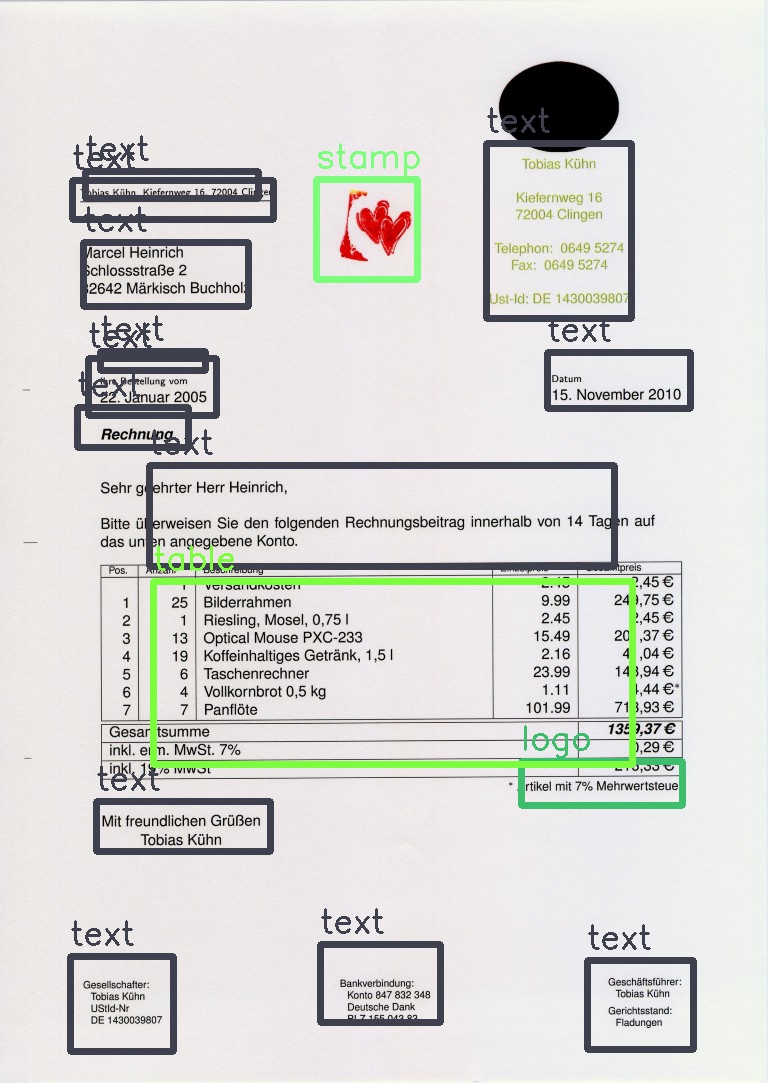 text
text
text
stamp
Tobias Kühn
Tobias Kühn, Kiefernweg 16, 72004 Clingen
Kiefernweg 16
72004 Clingen
text
Marcel Heinrich
Schlossstraße 2
32642 Märkisch Buchholz
Telephon: 0649 5274
Fax: 0649 5274
Ust-Id: DE 1430039807
text
text
text
Ihre Bestellung vom
22. Januar 2005
Datum
15. November 2010
text
Rechnung
text
Sehr geehrter Herr Heinrich,
Bitte überweisen Sie den folgenden Rechnungsbeitrag innerhalb von 14 Tagen auf
das unten angegebene Konto.
table
Pos. Anzahl Beschreibung Einzelpreis Gesamtpreis
1 Versandkosten 2.45 2,45 €
1 25 Bilderrahmen 9.99 249,75 €
2 1 Riesling, Mosel, 0,75 l 2.45 2,45 €
3 13 Optical Mouse PXC-233 15.49 201,37 €
4 19 Koffeinhaltiges Getränk, 1,5 l 2.16 41,04 €
5 6 Taschenrechner 23.99 143,94 €
6 4 Vollkornbrot 0,5 kg 1.11 4,44 €*
7 7 Panflöte 101.99 713,93 €
Gesamtsumme 1359,37 €
inkl. erm. MwSt. 7% 0,29 €
inkl. 19% MwSt
logo
* Artikel mit 7% Mehrwertsteuer
text
Mit freundlichen Grüßen
Tobias Kühn
text
Gesellschafter:
Tobias Kühn
UStId-Nr
DE 1430039807
text
Bankverbindung:
Konto 847 832 348
Deutsche Dank
BLZ 155 043 83
text
Geschäftsführer:
Tobias Kühn
Gerichtsstand:
Fladungen